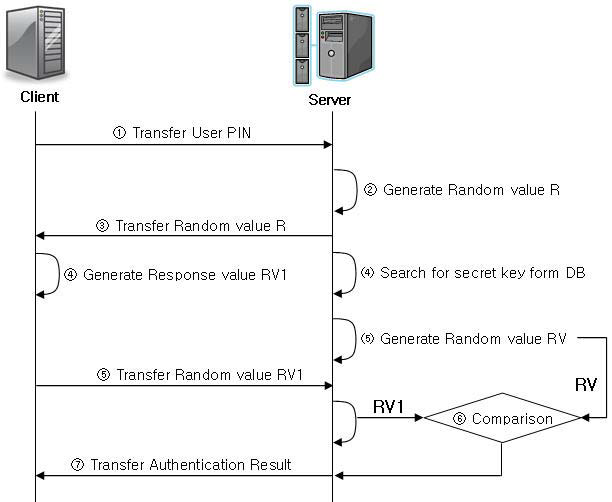 Client
Server
① Transfer User PIN
② Generate Random value R
③ Transfer Random value R
④ Generate Response value RV1
⑷ Search for secret key form DB
⑸ Generate Random value RV
⑤ Transfer Random value RV1
RV
RV1
⑥ Comparison
⑦ Transfer Authentication Result